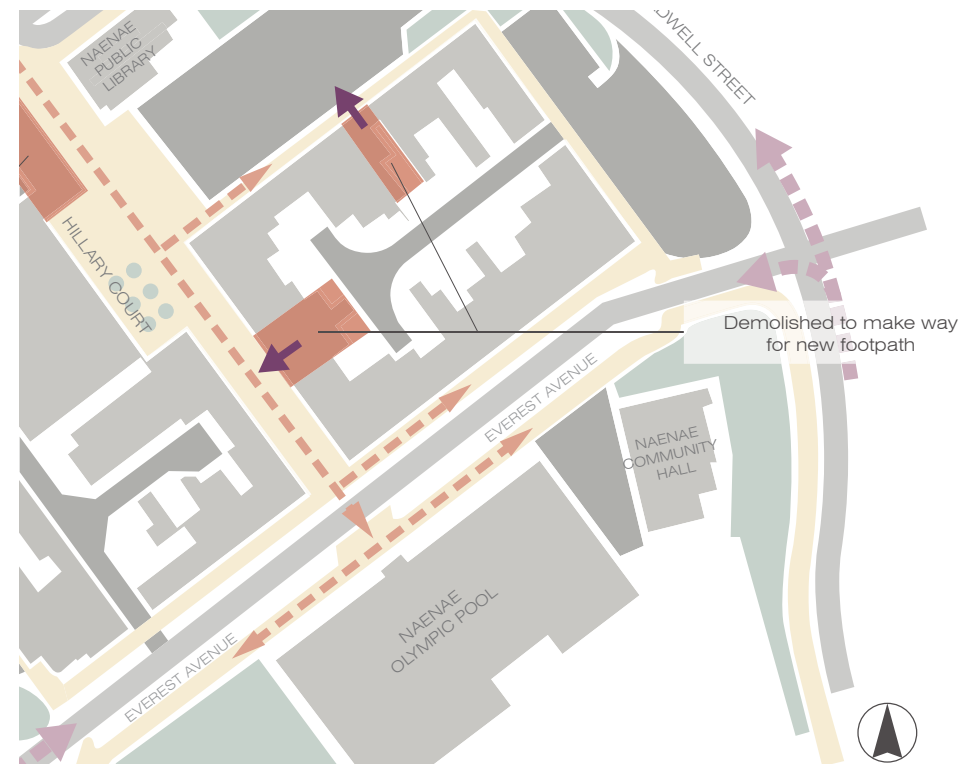 NAENAE
PUBLIC
LIBRARY
HILLARY COURT
Demolished to make way
for new footpath
EVEREST AVENUE
NAENAE
COMMUNITY
HALL
NAENAE
OLYMPIC POOL
EVEREST AVENUE
STREET